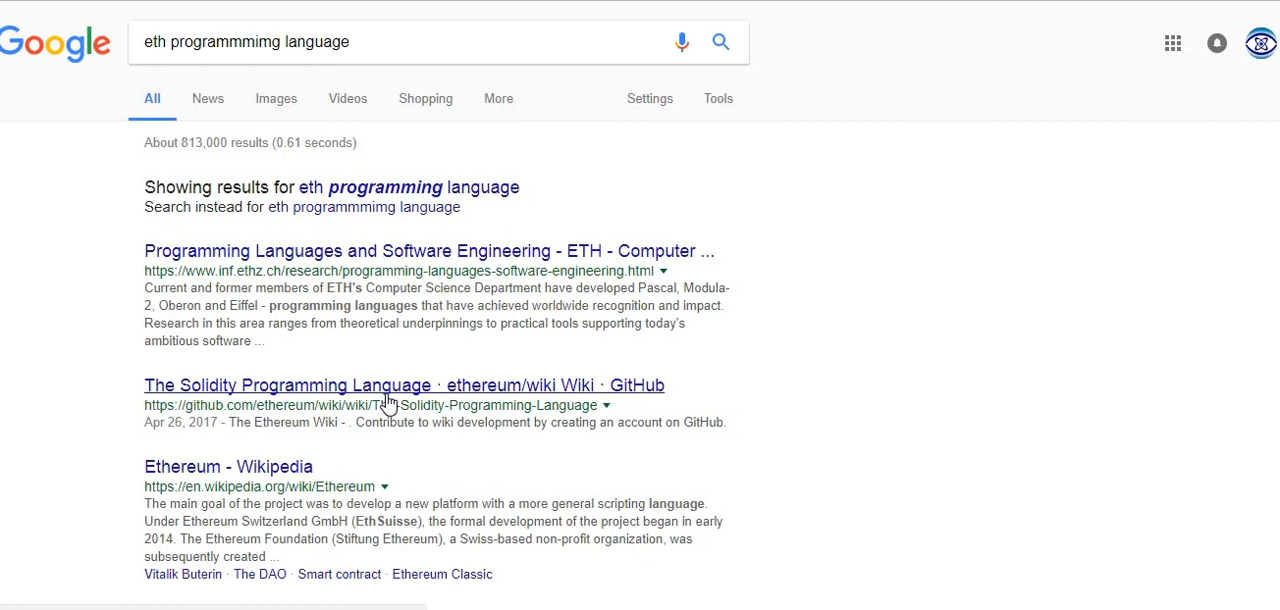 Google
eth programmmimg language
All News Images Videos Shopping More Settings Tools
About 813,000 results (0.61 seconds)
Showing results for eth programming language
Search instead for eth programmmimg language
Programming Languages and Software Engineering - ETH - Computer ...
https://www.inf.ethz.ch/research/programming-languages-software-engineering.html
Current and former members of ETH's Computer Science Department have developed Pascal, Modula-
2, Oberon and Eiffel - programming languages that have achieved worldwide recognition and impact.
Research in this area ranges from theoretical underpinnings to practical tools supporting today's
ambitious software ...
The Solidity Programming Language · ethereum/wiki Wiki · GitHub
https://github.com/ethereum/wiki/wiki/The-Solidity-Programming-Language
Apr 26, 2017 - The Ethereum Wiki - . Contribute to wiki development by creating an account on GitHub.
Ethereum - Wikipedia
https://en.wikipedia.org/wiki/Ethereum
The main goal of the project was to develop a new platform with a more general scripting language.
Under Ethereum Switzerland GmbH (EthSuisse), the formal development of the project began in early
2014. The Ethereum Foundation (Stiftung Ethereum), a Swiss-based non-profit organization, was
subsequently created ...
Vitalik Buterin · The DAO · Smart contract · Ethereum Classic